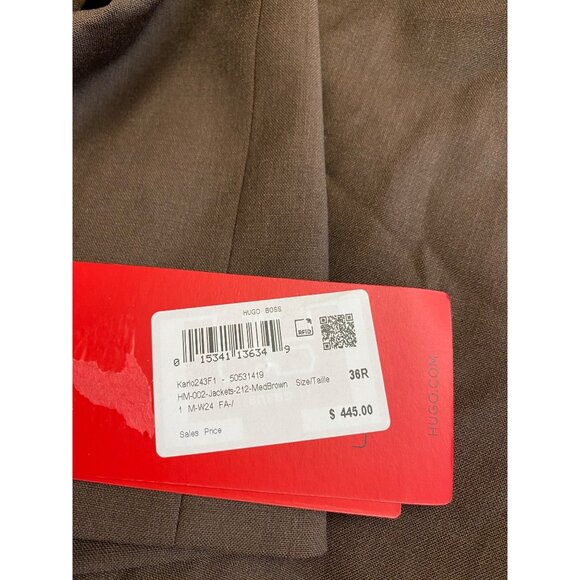 HUGO BOSS
RFID
0 15341 13634 9
Karlo243F1 - 50531419
HM-002-Jackets-212-MedBrown Size/Taille 36R
1 M-W24 FA-/
$ 445.00
Sales Price
HUGO.COM